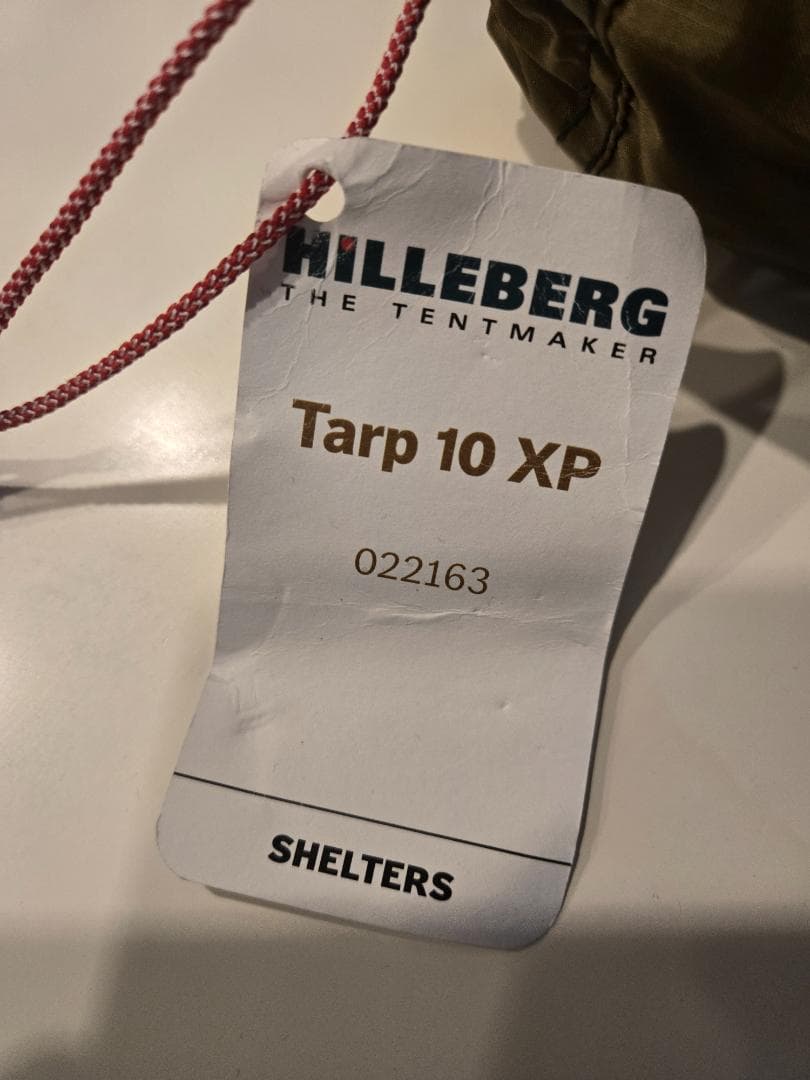 HILLEBERG
THE TENTMAKER
Tarp 10 XP
022163
SHELTERS